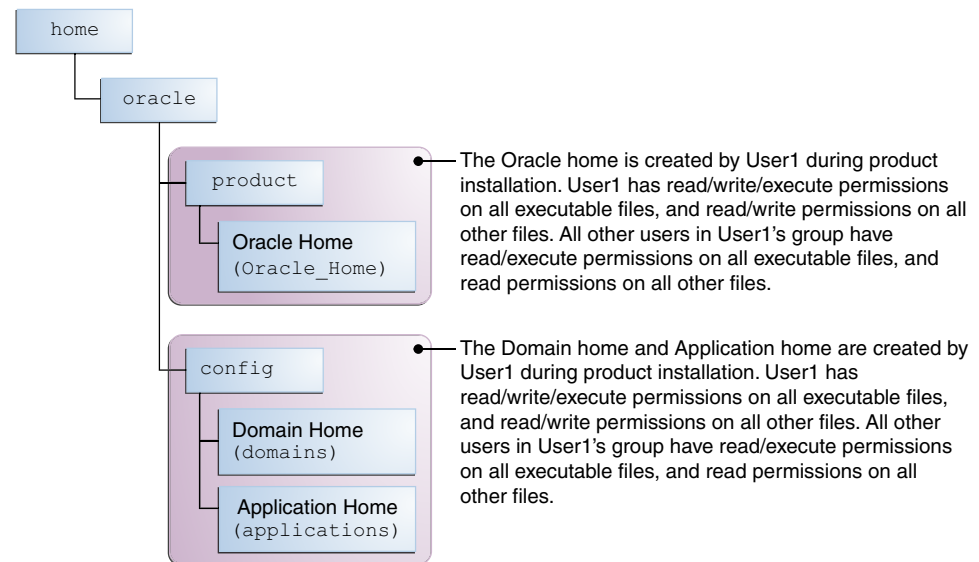 home
oracle
product
Oracle Home
(Oracle_Home)
The Oracle home is created by User1 during product
installation. User1 has read/write/execute permissions
on all executable files, and read/write permissions on all
other files. All other users in User1's group have
read/execute permissions on all executable files, and
read permissions on all other files.
config
Domain Home
(domains)
Application Home
(applications)
The Domain home and Application home are created by
User1 during product installation. User1 has
read/write/execute permissions on all executable files,
and read/write permissions on all other files. All other
users in User1's group have read/execute permissions
on all executable files, and read permissions on all
other files.